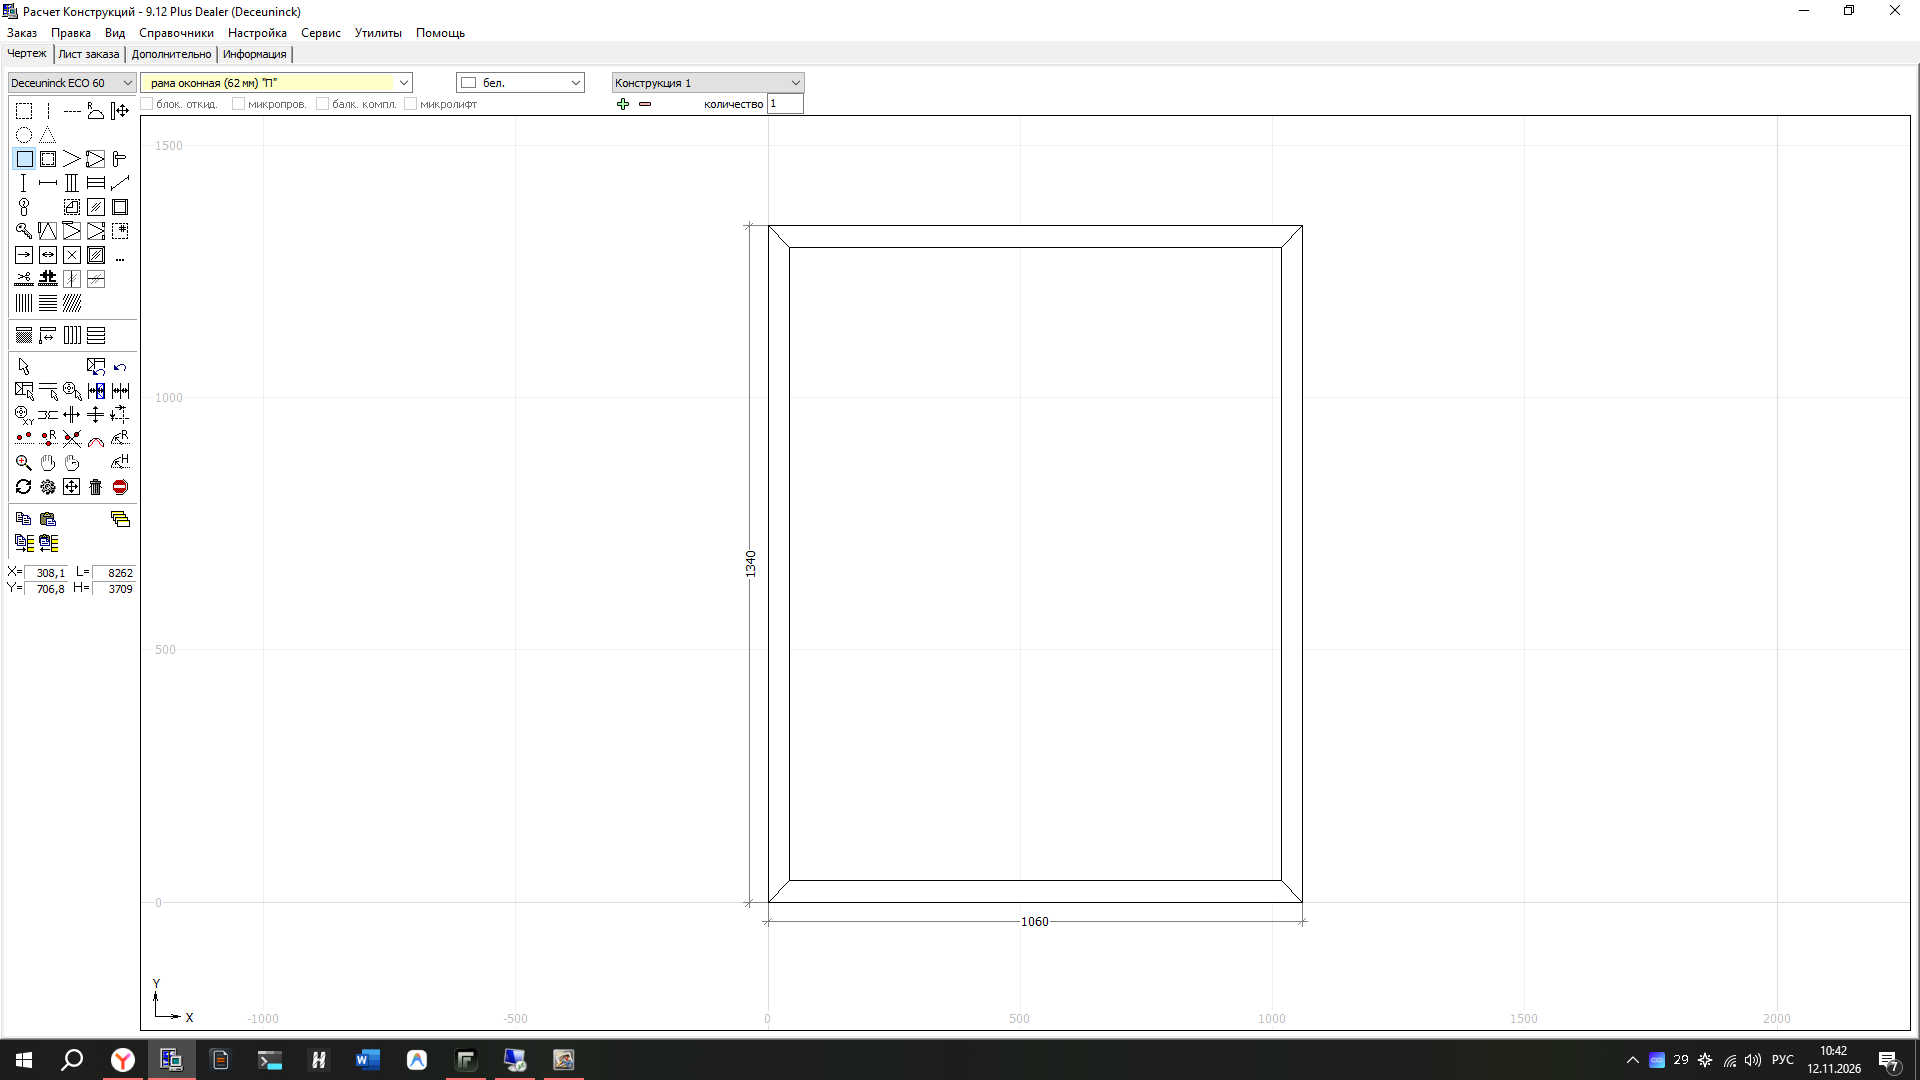 Расчет Конструкций - 9.12 Plus Dealer (Deceuninck)
Заказ Правка Вид Справочники Настройка Сервис Утилиты Помощь
Чертеж Лист заказа Дополнительно Информация
Deceuninck ECO 60 рама оконная (62 мм) "П" бел. Конструкция 1
блок. откид. микропров. балк. компл. микролифт количество 1
1500
1000
500
0
1340
1060
-1000 -500 0 500 1000 1500 2000
Y
X
R
XY
R
R
H
X= 308,1 L= 8262
Y= 706,8 H= 3709
29 РУС 10:42
12.11.2026
7